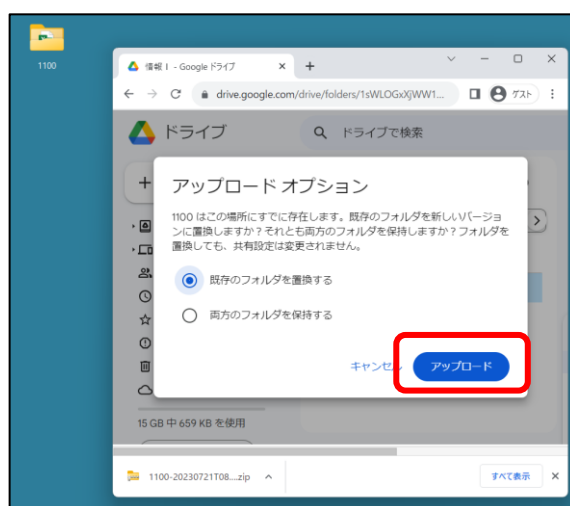 1100
情報Ⅰ - Google ドライブ
drive.google.com/drive/folders/1sWLOGxXjWW1...
ゲスト
ドライブ
ドライブで検索
アップロード オプション
1100 はこの場所にすでに存在します。既存のフォルダを新しいバージョ
ンに置換しますか？それとも両方のフォルダを保持しますか？フォルダを
置換しても、共有設定は変更されません。
既存のフォルダを置換する
両方のフォルダを保持する
キャンセル
アップロード
15 GB 中 659 KB を使用
1100-20230721T08....zip
すべて表示